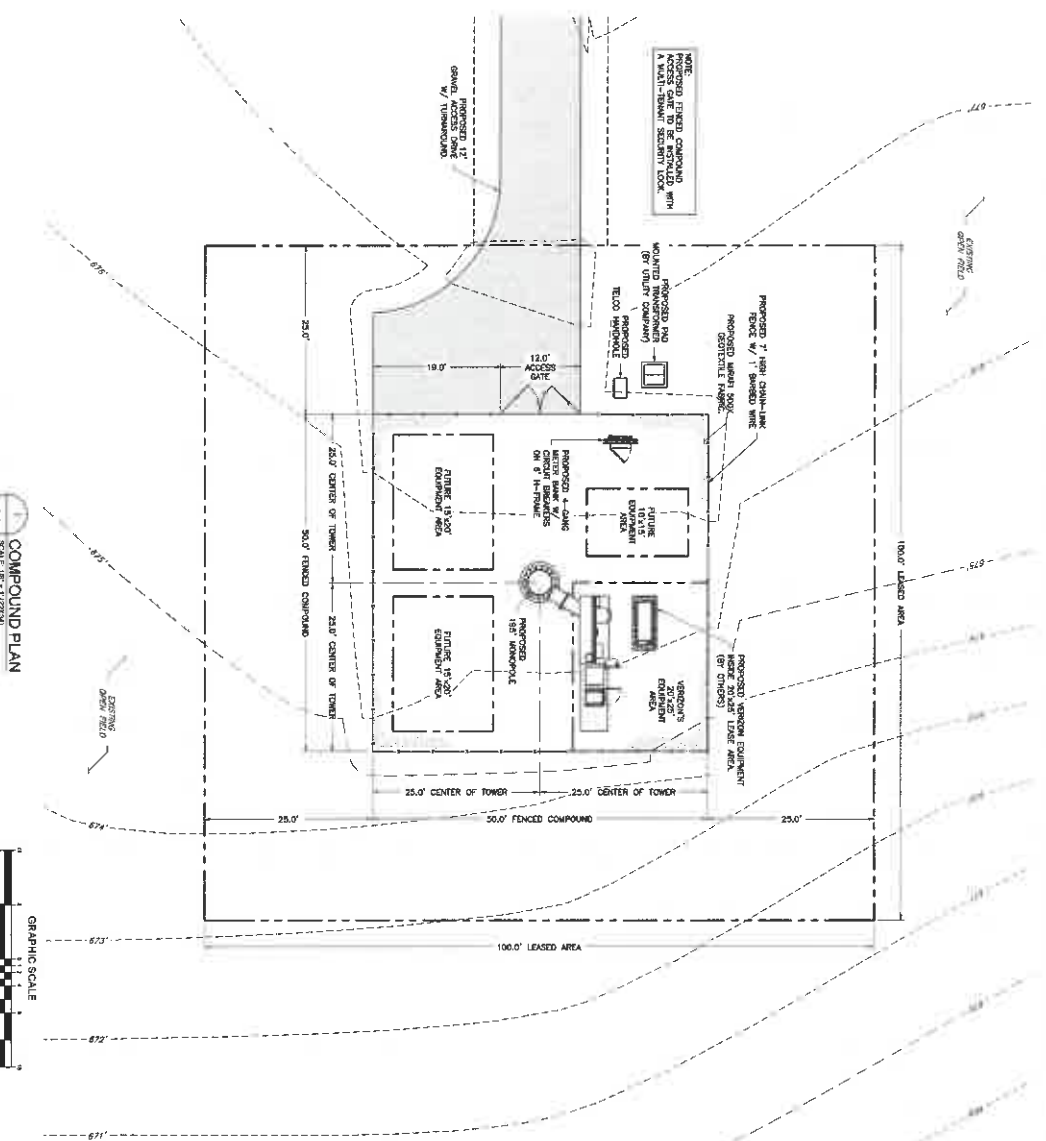 NOTE:
PROPOSED FENCED COMPOUND
ACCESS GATE TO BE INSTALLED WITH
A MULTI-TENANT SECURITY LOCK.
PROPOSED 12'
GRAVEL ACCESS DRIVE
W/ TURNAROUND.
EXISTING
OPEN FIELD
PROPOSED PAD
MOUNTED TRANSFORMER
(BY UTILITY COMPANY)
PROPOSED
TELCO HANDHOLE
PROPOSED MIRAFI 500X
GEOTEXTILE FABRIC.
PROPOSED 7' HIGH CHAIN-LINK
FENCE W/ 1' BARBED WIRE
12.0'
ACCESS
GATE
19.0'
25.0'
PROPOSED 4-GANG
METER BANK W/
CIRCUIT BREAKERS
ON 6' H-FRAME
FUTURE
10'x15'
EQUIPMENT
AREA
FUTURE 15'x20'
EQUIPMENT AREA
FUTURE 15'x20'
EQUIPMENT AREA
PROPOSED
195' MONOPOLE
VERIZON'S
20'x25'
EQUIPMENT
AREA
PROPOSED VERIZON EQUIPMENT
INSIDE 20'x25' LEASE AREA.
(BY OTHERS)
25.0' CENTER OF TOWER
25.0' CENTER OF TOWER
50.0' FENCED COMPOUND
25.0' CENTER OF TOWER
25.0' CENTER OF TOWER
25.0'
50.0' FENCED COMPOUND
25.0'
100.0' LEASED AREA
100.0' LEASED AREA
EXISTING
OPEN FIELD
677
676'
675'
675
674'
673'
672'
671'
COMPOUND PLAN
GRAPHIC SCALE